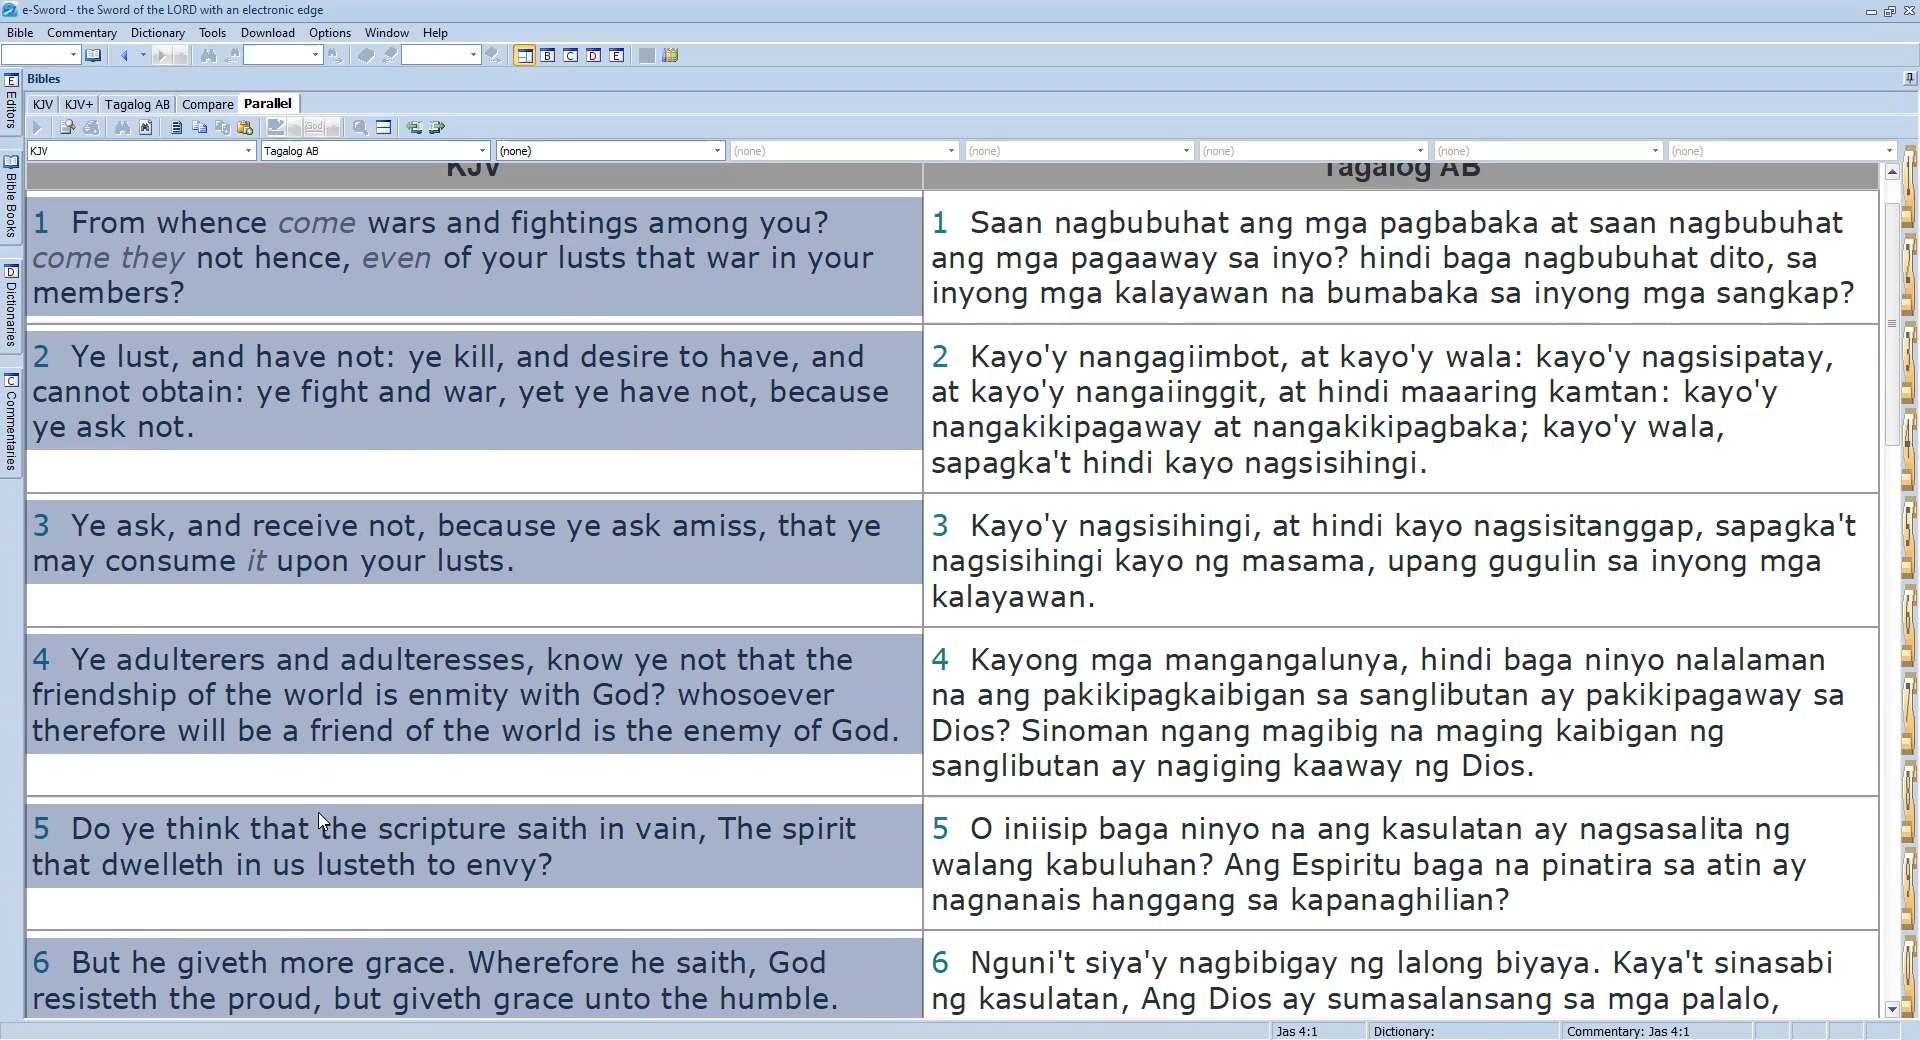 e-Sword - the Sword of the LORD with an electronic edge
Bible Commentary Dictionary Tools Download Options Window Help
B C D E
E Editors
Bible Books
D Dictionaries
C Commentaries
Bibles
KJV KJV+ Tagalog AB Compare Parallel
God
KJV Tagalog AB (none) (none) (none) (none) (none) (none)
KJV
1 From whence come wars and fightings among you?
come they not hence, even of your lusts that war in your
members?
2 Ye lust, and have not: ye kill, and desire to have, and
cannot obtain: ye fight and war, yet ye have not, because
ye ask not.
3 Ye ask, and receive not, because ye ask amiss, that ye
may consume it upon your lusts.
4 Ye adulterers and adulteresses, know ye not that the
friendship of the world is enmity with God? whosoever
therefore will be a friend of the world is the enemy of God.
5 Do ye think that the scripture saith in vain, The spirit
that dwelleth in us lusteth to envy?
6 But he giveth more grace. Wherefore he saith, God
resisteth the proud, but giveth grace unto the humble.
Tagalog AB
1 Saan nagbubuhat ang mga pagbabaka at saan nagbubuhat
ang mga pagaaway sa inyo? hindi baga nagbubuhat dito, sa
inyong mga kalayawan na bumabaka sa inyong mga sangkap?
2 Kayo'y nangagiimbot, at kayo'y wala: kayo'y nagsisipatay,
at kayo'y nangaiinggit, at hindi maaaring kamtan: kayo'y
nangakikipagaway at nangakikipagbaka; kayo'y wala,
sapagka't hindi kayo nagsisihingi.
3 Kayo'y nagsisihingi, at hindi kayo nagsisitanggap, sapagka't
nagsisihingi kayo ng masama, upang gugulin sa inyong mga
kalayawan.
4 Kayong mga mangangalunya, hindi baga ninyo nalalaman
na ang pakikipagkaibigan sa sanglibutan ay pakikipagaway sa
Dios? Sinoman ngang magibig na maging kaibigan ng
sanglibutan ay nagiging kaaway ng Dios.
5 O iniisip baga ninyo na ang kasulatan ay nagsasalita ng
walang kabuluhan? Ang Espiritu baga na pinatira sa atin ay
nagnanais hanggang sa kapanaghilian?
6 Nguni't siya'y nagbibigay ng lalong biyaya. Kaya't sinasabi
ng kasulatan, Ang Dios ay sumasalansang sa mga palalo,
Jas 4:1 Dictionary: Commentary: Jas 4:1